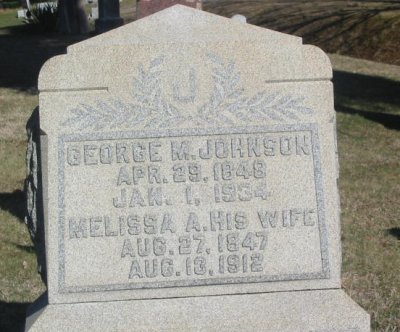 J
GEORGE M. JOHNSON
APR. 29, 1848
JAN. 1, 1934
MELISSA A. HIS WIFE
AUG. 27, 1847
AUG. 13, 1912